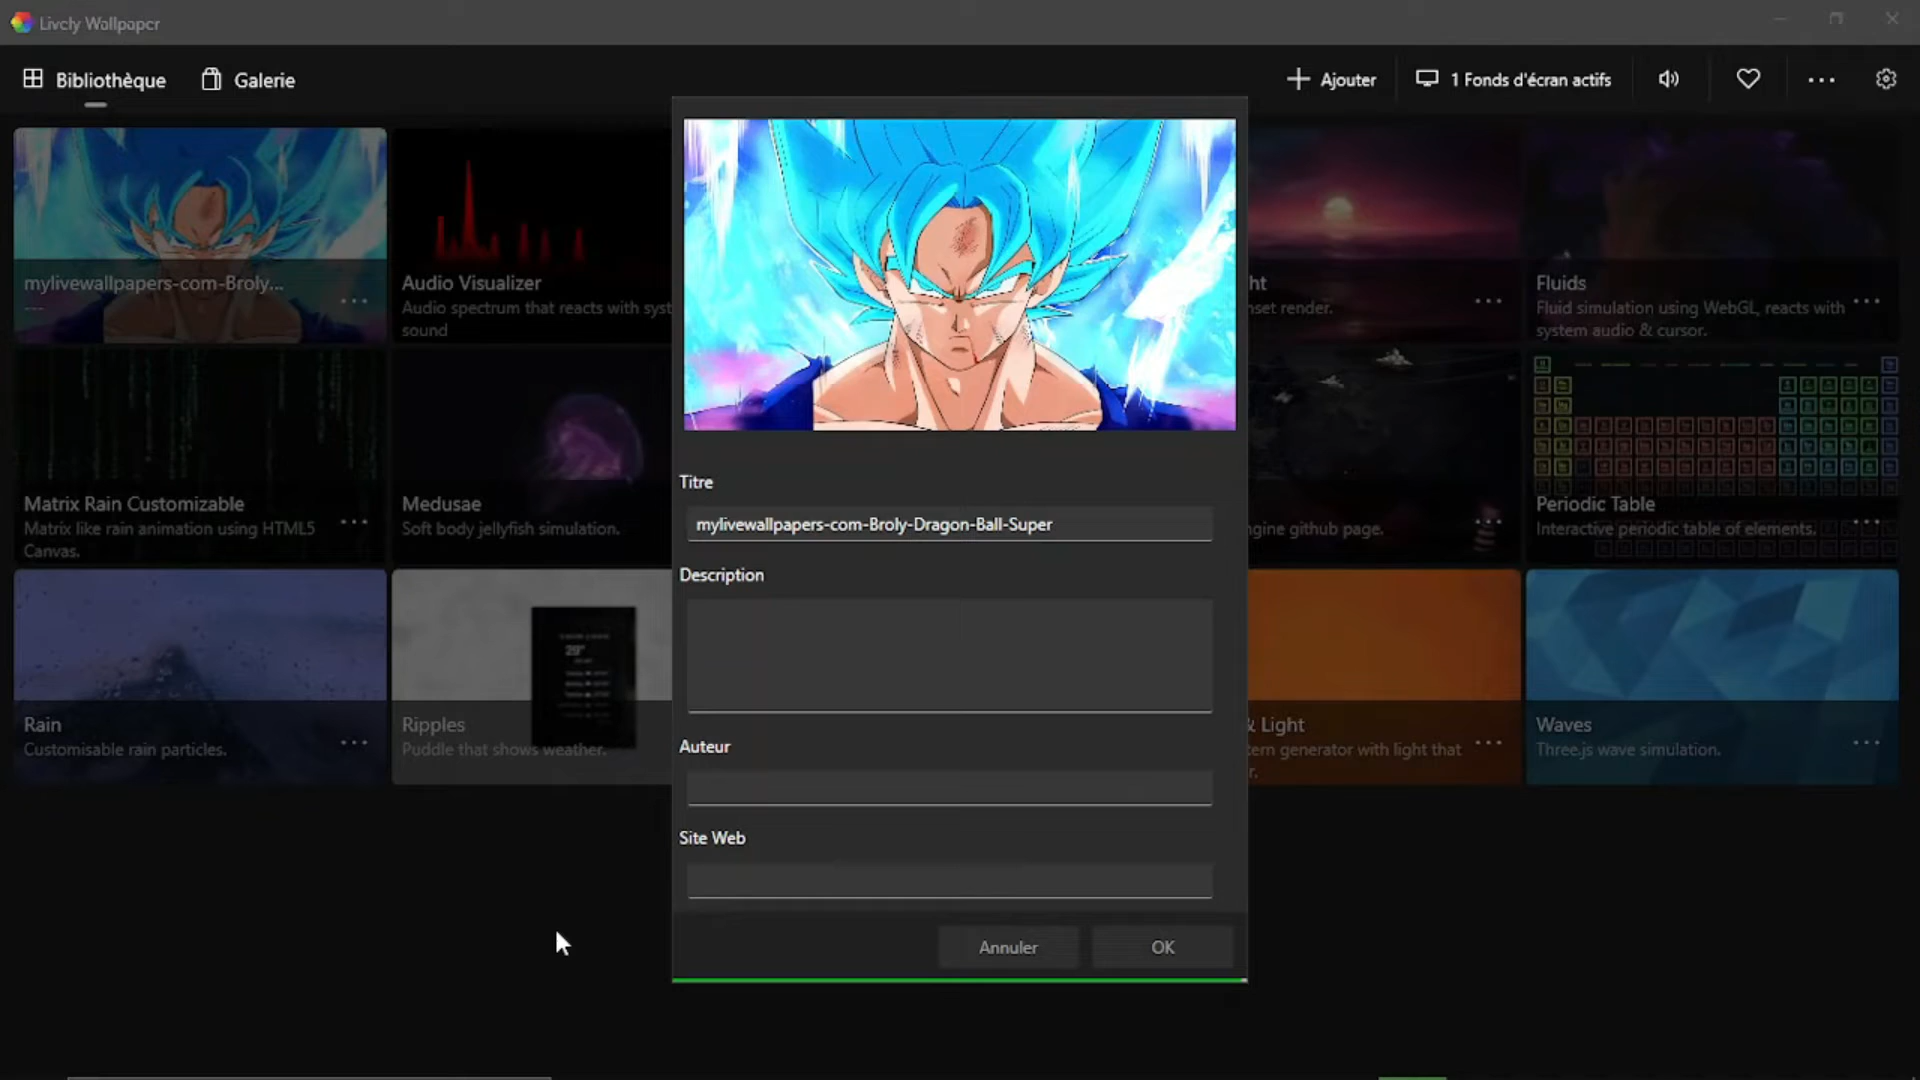 Lively Wallpaper
Bibliothèque
Galerie
Ajouter
1 Fonds d'écran actifs
mylivewallpapers-com-Broly...
---
Audio Visualizer
Audio spectrum that reacts with syst
sound
ht
nset render.
Fluids
Fluid simulation using WebGL, reacts with
system audio & cursor.
Matrix Rain Customizable
Matrix like rain animation using HTML5
Canvas.
Medusae
Soft body jellyfish simulation.
ngine github page.
Periodic Table
Interactive periodic table of elements.
Rain
Customisable rain particles.
29°
Ripples
Puddle that shows weather.
& Light
tern generator with light that
r.
Waves
Three.js wave simulation.
Titre
mylivewallpapers-com-Broly-Dragon-Ball-Super
Description
Auteur
Site Web
Annuler
OK